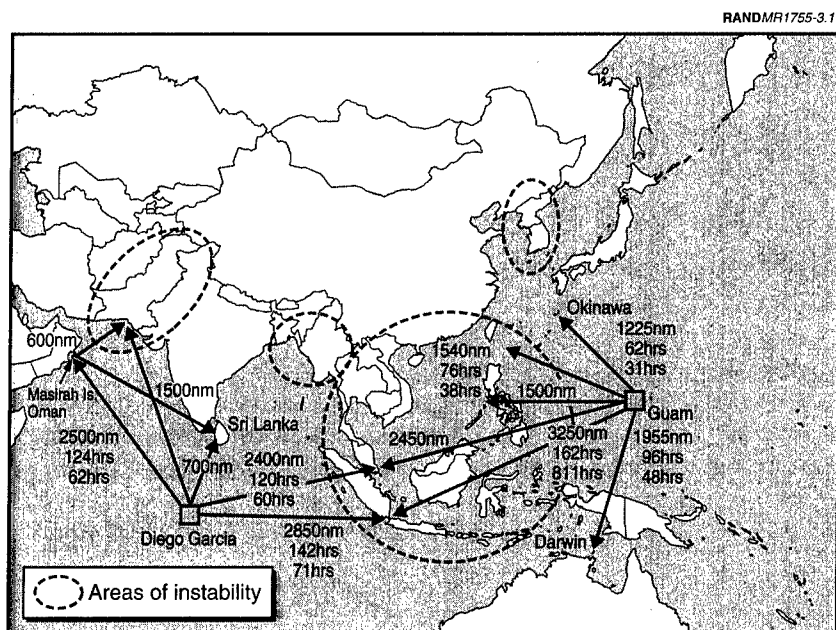 RANDMR1755-3.1
Okinawa
1225nm
62hrs
31hrs
600nm
1540nm
76hrs
38hrs
1500nm
Masirah Is,
Oman
1500nm
Guam
Sri Lanka
2500nm
124hrs
62hrs
700nm
2400nm
120hrs
60hrs
2450nm
3250nm
162hrs
811hrs
1955nm
96hrs
48hrs
Diego Garcia
2850nm
142hrs
71hrs
Darwin
Areas of instability